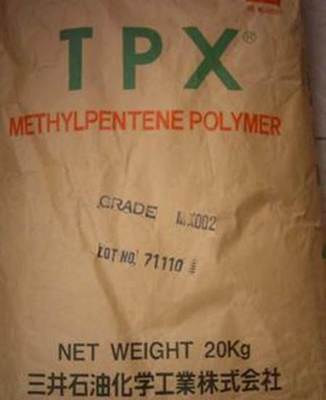 TPX®
METHYLPENTENE POLYMER
GRADE MX002
LOT NO. 71110
NET WEIGHT 20Kg
三井石油化学工業株式会社